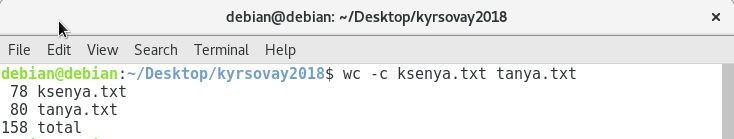 debian@debian: ~/Desktop/kyrsovay2018
File Edit View Search Terminal Help
debian@debian:~/Desktop/kyrsovay2018$ wc -c ksenya.txt tanya.txt
78 ksenya.txt
80 tanya.txt
158 total